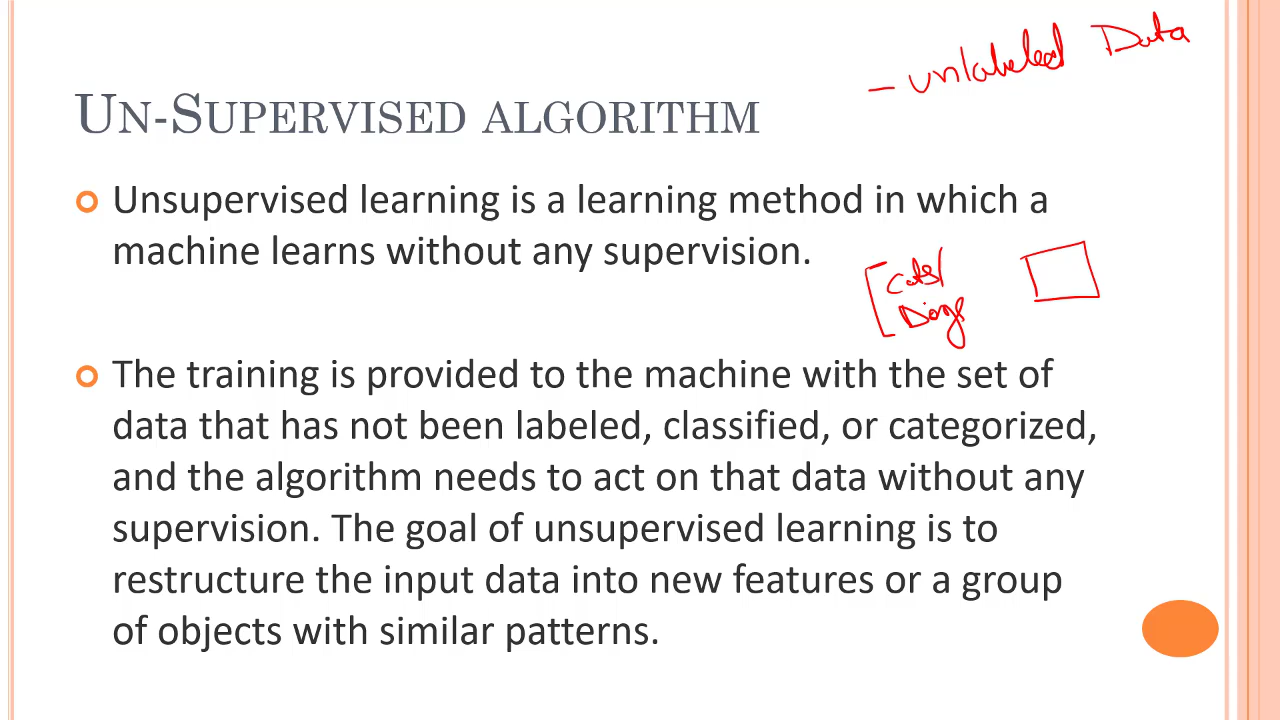 - unlabeled Data
UN-SUPERVISED ALGORITHM
Unsupervised learning is a learning method in which a
machine learns without any supervision.
Cats/
Dogs
The training is provided to the machine with the set of
data that has not been labeled, classified, or categorized,
and the algorithm needs to act on that data without any
supervision. The goal of unsupervised learning is to
restructure the input data into new features or a group
of objects with similar patterns.